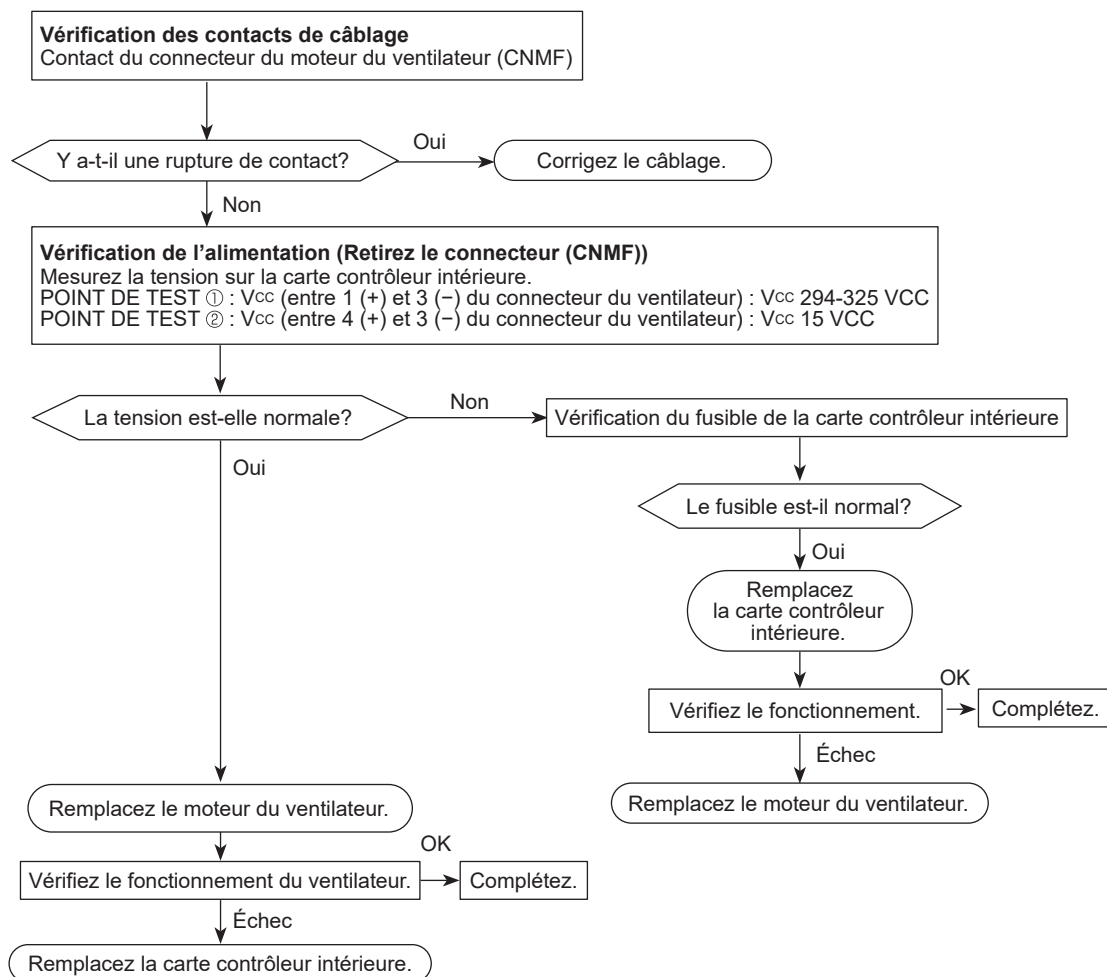 Vérification des contacts de câblage
Contact du connecteur du moteur du ventilateur (CNMF)
Y a-t-il une rupture de contact?
Oui
Corrigez le câblage.
Non
Vérification de l’alimentation (Retirez le connecteur (CNMF))
Mesurez la tension sur la carte contrôleur intérieure.
POINT DE TEST ① : Vcc (entre 1 (+) et 3 (−) du connecteur du ventilateur) : Vcc 294-325 VCC
POINT DE TEST ② : Vcc (entre 4 (+) et 3 (−) du connecteur du ventilateur) : Vcc 15 VCC
La tension est-elle normale?
Non
Vérification du fusible de la carte contrôleur intérieure
Oui
Le fusible est-il normal?
Oui
Remplacez
la carte contrôleur
intérieure.
Vérifiez le fonctionnement.
OK
Complétez.
Échec
Remplacez le moteur du ventilateur.
Remplacez le moteur du ventilateur.
Vérifiez le fonctionnement du ventilateur.
OK
Complétez.
Échec
Remplacez la carte contrôleur intérieure.